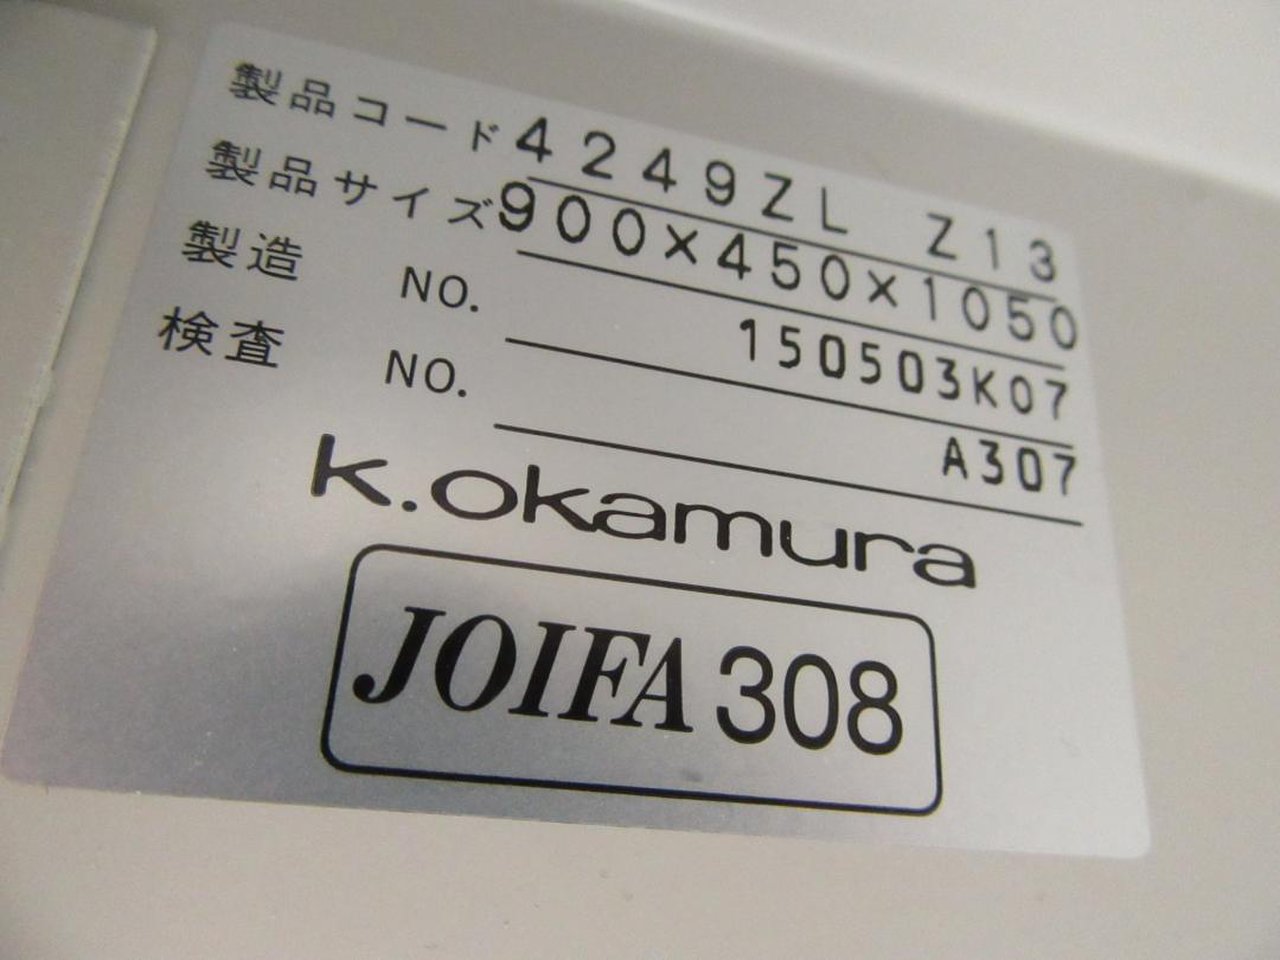 製品コード 4249ZL Z13
製品サイズ 900×450×1050
製造 NO. 150503K07
検査 NO. A307
k.okamura
JOIFA 308